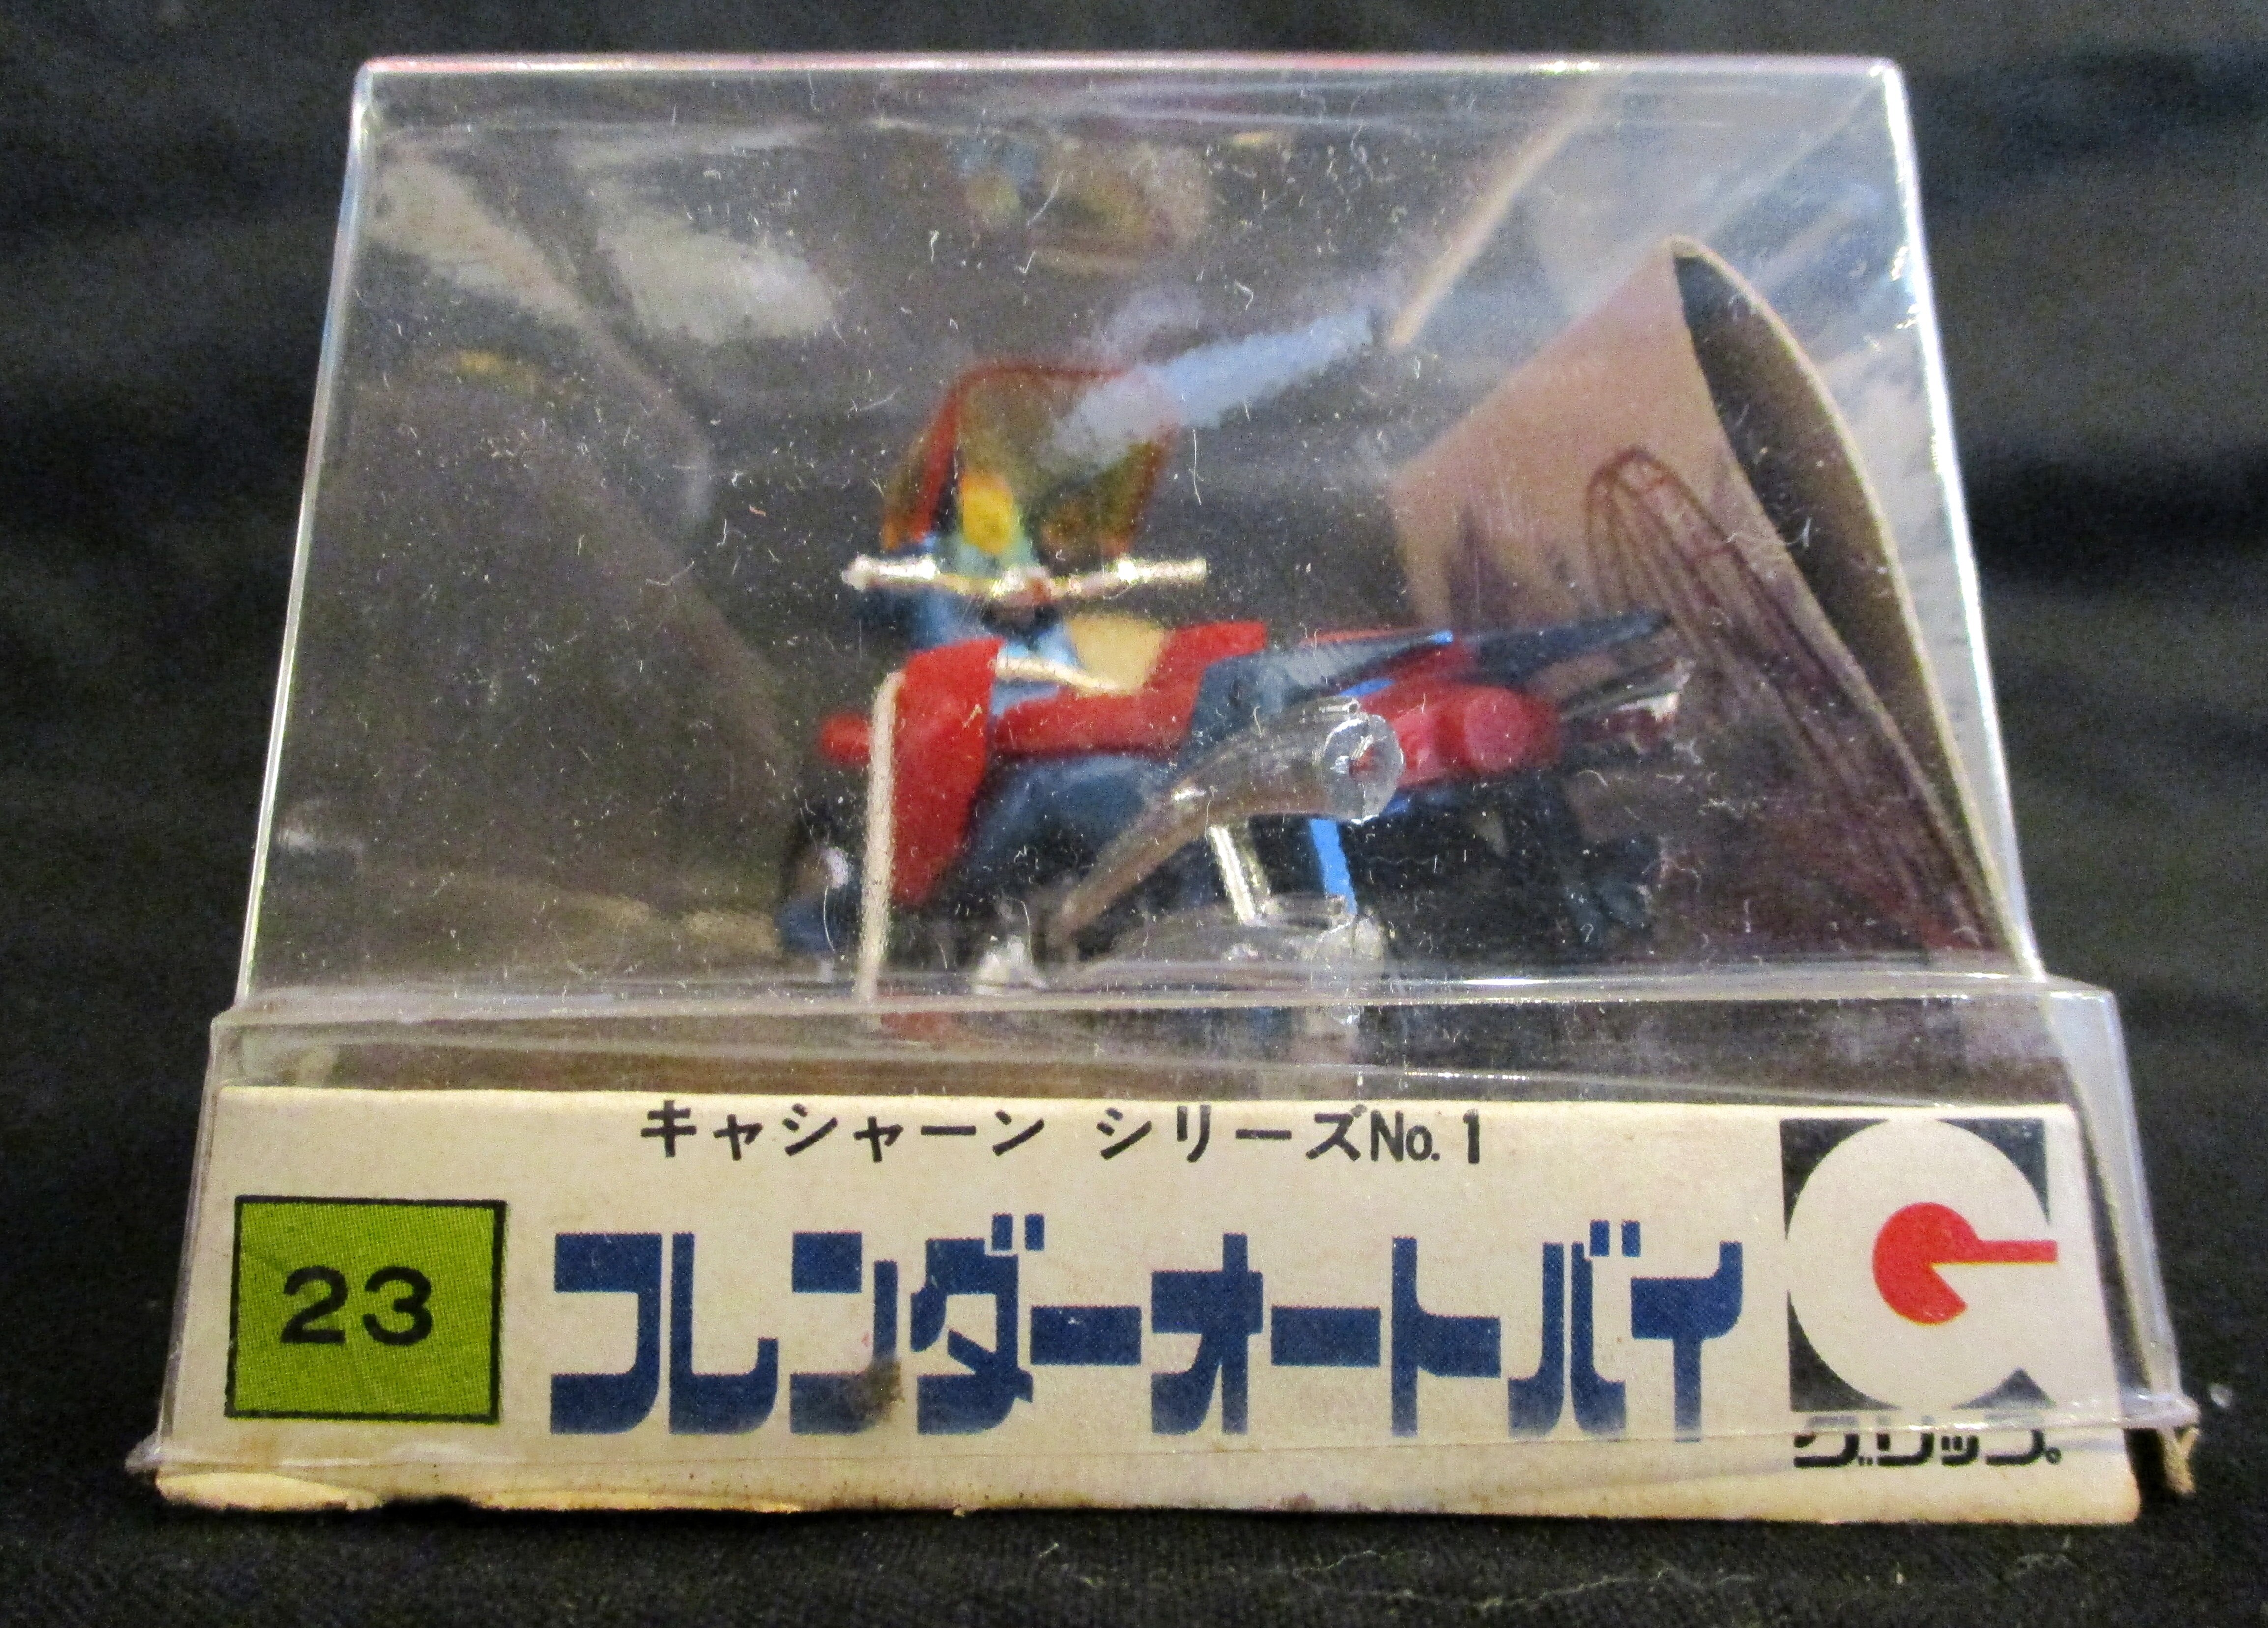 キャシャーン シリーズNo.1
23
フレンダーオートバイ
グリップ。